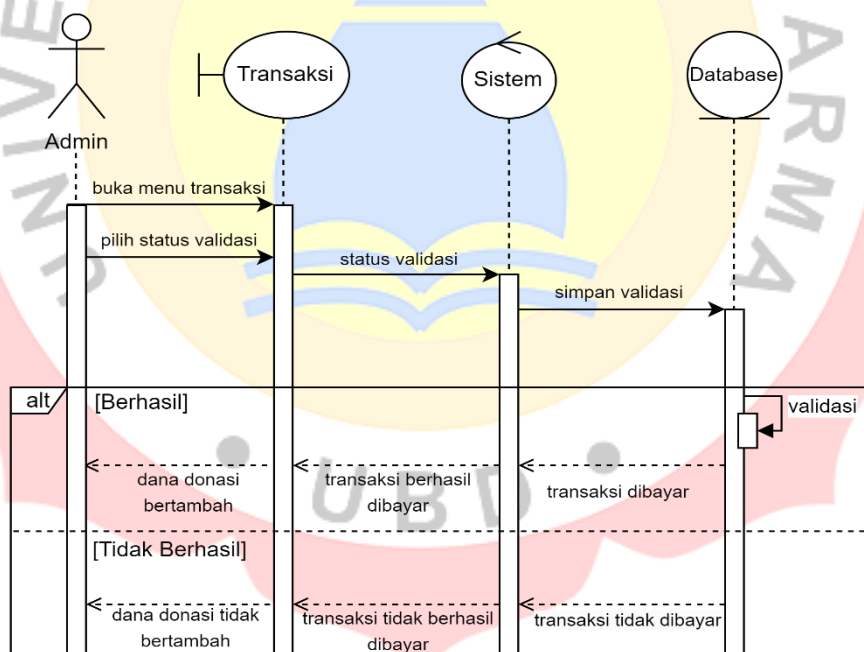 Transaksi
Sistem
Database
Admin
buka menu transaksi
pilih status validasi
status validasi
simpan validasi
alt
[Berhasil]
validasi
dana donasi
bertambah
transaksi berhasil
dibayar
transaksi dibayar
UBD
[Tidak Berhasil]
dana donasi tidak
bertambah
transaksi tidak berhasil
dibayar
transaksi tidak dibayar
ARMA